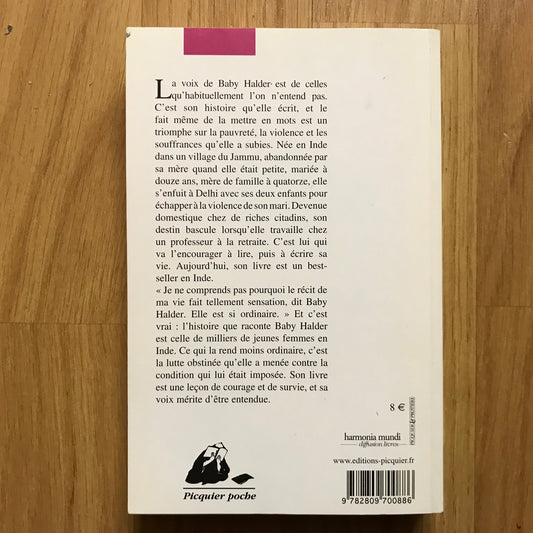 La voix de Baby Halder est de celles
qu'habituellement l'on n'entend pas.
C'est son histoire qu'elle écrit, et
le fait même de la mettre en mots est un
triomphe sur la pauvreté, la violence et les
souffrances qu'elle a subies. Née en Inde
dans un village du Jammu, abandonnée par
sa mère quand elle était petite, mariée à
douze ans, mère de famille à quatorze, elle
s'enfuit à Delhi avec ses deux enfants pour
échapper à la violence de son mari. Devenue
domestique chez de riches citadins, son
destin bascule lorsqu'elle travaille chez
un professeur à la retraite. C'est lui qui
va l'encourager à lire, puis à écrire sa
vie. Aujourd'hui, son livre est un best-
seller en Inde.
« Je ne comprends pas pourquoi le récit de
ma vie fait tellement sensation, dit Baby
Halder. Elle est si ordinaire. » Et c'est
vrai : l'histoire que raconte Baby Halder
est celle de milliers de jeunes femmes en
Inde. Ce qui la rend moins ordinaire, c'est
la lutte obstinée qu'elle a menée contre la
condition qui lui était imposée. Son livre
est une leçon de courage et de survie, et sa
voix mérite d'être entendue.
8 €
harmonia mundi
diffusion livres
www.editions-picquier.fr
Picquier poche
9 782809 700886